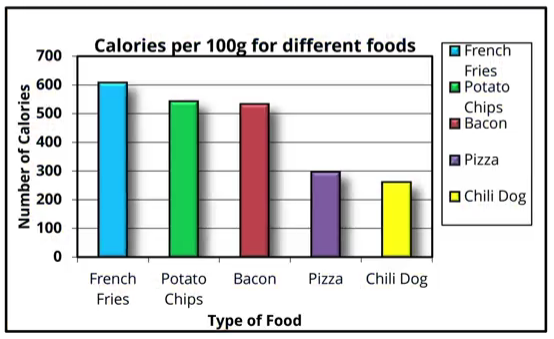 Calories per 100g for different foods
Number of Calories
700
600
500
400
300
200
100
0
French
Fries
Potato
Chips
Bacon
Pizza
Chili Dog
Type of Food
French
Fries
Potato
Chips
Bacon
Pizza
Chili Dog